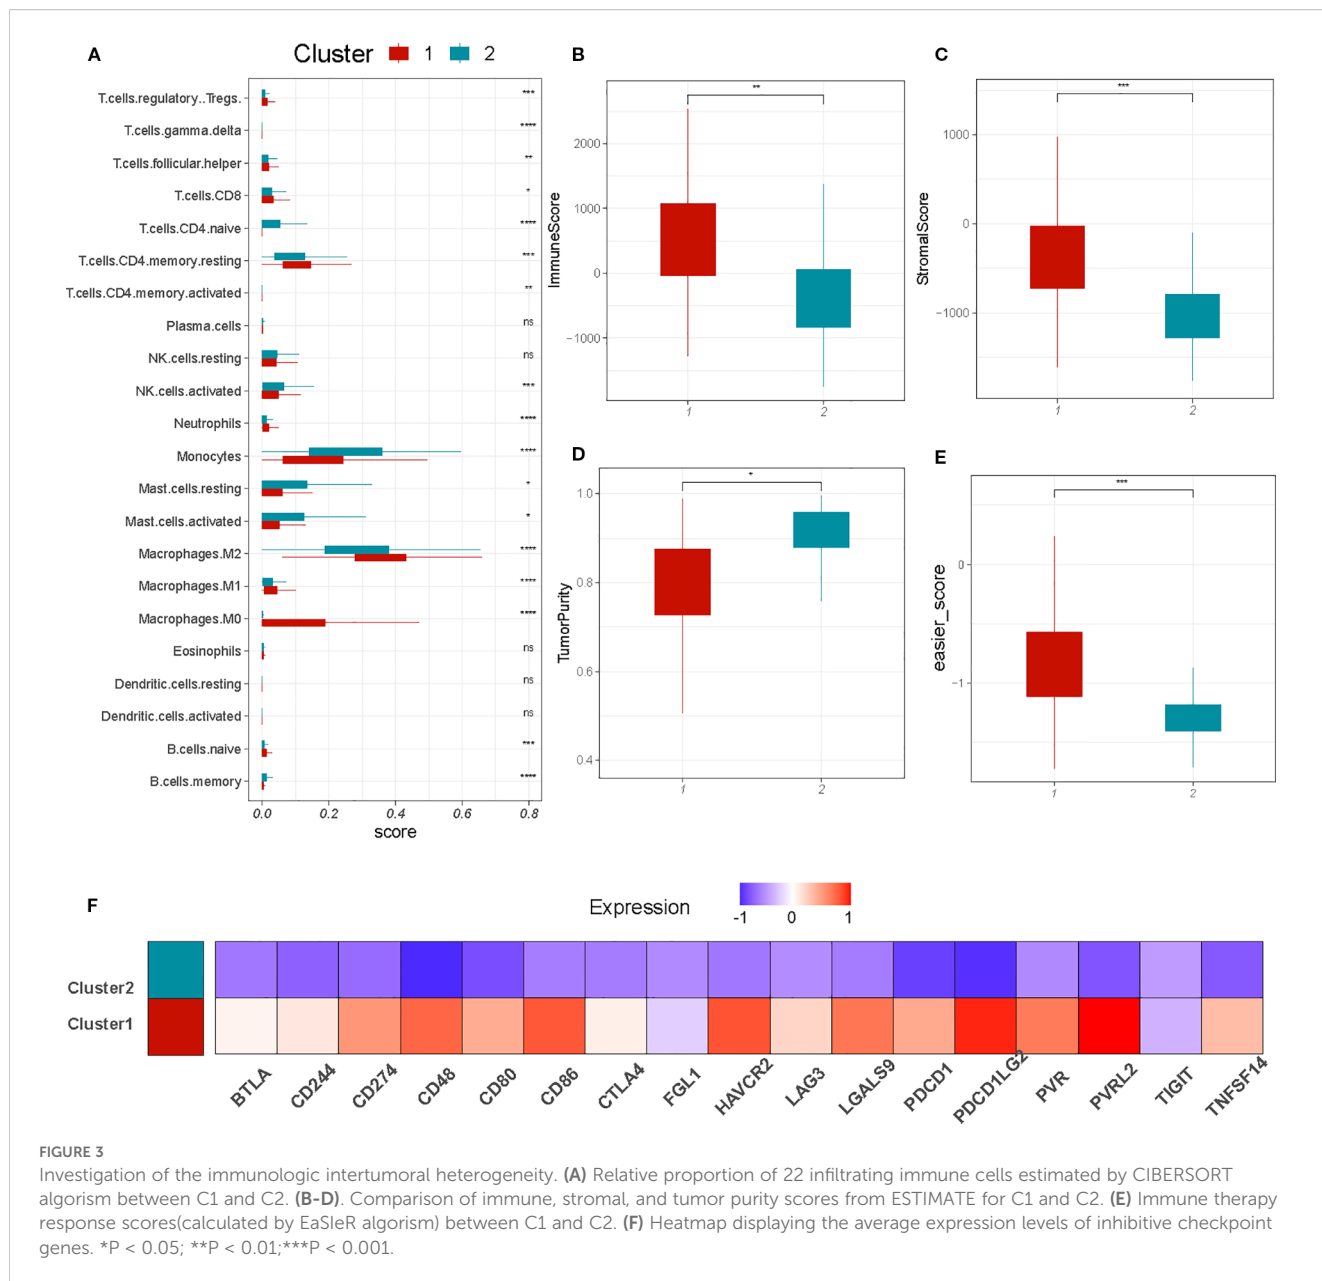 A
Cluster 1 2
T.cells.regulatory..Tregs. ***
T.cells.gamma.delta ****
T.cells.follicular.helper **
T.cells.CD8 *
T.cells.CD4.naive ****
T.cells.CD4.memory.resting ***
T.cells.CD4.memory.activated **
Plasma.cells ns
NK.cells.resting ns
NK.cells.activated ***
Neutrophils ****
Monocytes ****
Mast.cells.resting *
Mast.cells.activated *
Macrophages.M2 ****
Macrophages.M1 ****
Macrophages.M0 ****
Eosinophils ns
Dendritic.cells.resting ns
Dendritic.cells.activated ns
B.cells.naive ***
B.cells.memory ****
0.0 0.2 0.4 0.6 0.8
score
B
**
ImmuneScore
2000
1000
0
−1000
1 2
C
***
StromalScore
1000
0
−1000
1 2
D
*
TumorPurity
1.0
0.8
0.6
0.4
1 2
E
***
easier_score
0
−1
1 2
F
Expression
-1 0 1
Cluster2
Cluster1
BTLA CD244 CD274 CD48 CD80 CD86 CTLA4 FGL1 HAVCR2 LAG3 LGALS9 PDCD1 PDCD1LG2 PVR PVRL2 TIGIT TNFSF14
FIGURE 3
Investigation of the immunologic intertumoral heterogeneity. (A) Relative proportion of 22 infiltrating immune cells estimated by CIBERSORT
algorism between C1 and C2. (B-D). Comparison of immune, stromal, and tumor purity scores from ESTIMATE for C1 and C2. (E) Immune therapy
response scores(calculated by EaSIeR algorism) between C1 and C2. (F) Heatmap displaying the average expression levels of inhibitive checkpoint
genes. *P < 0.05; **P < 0.01;***P < 0.001.